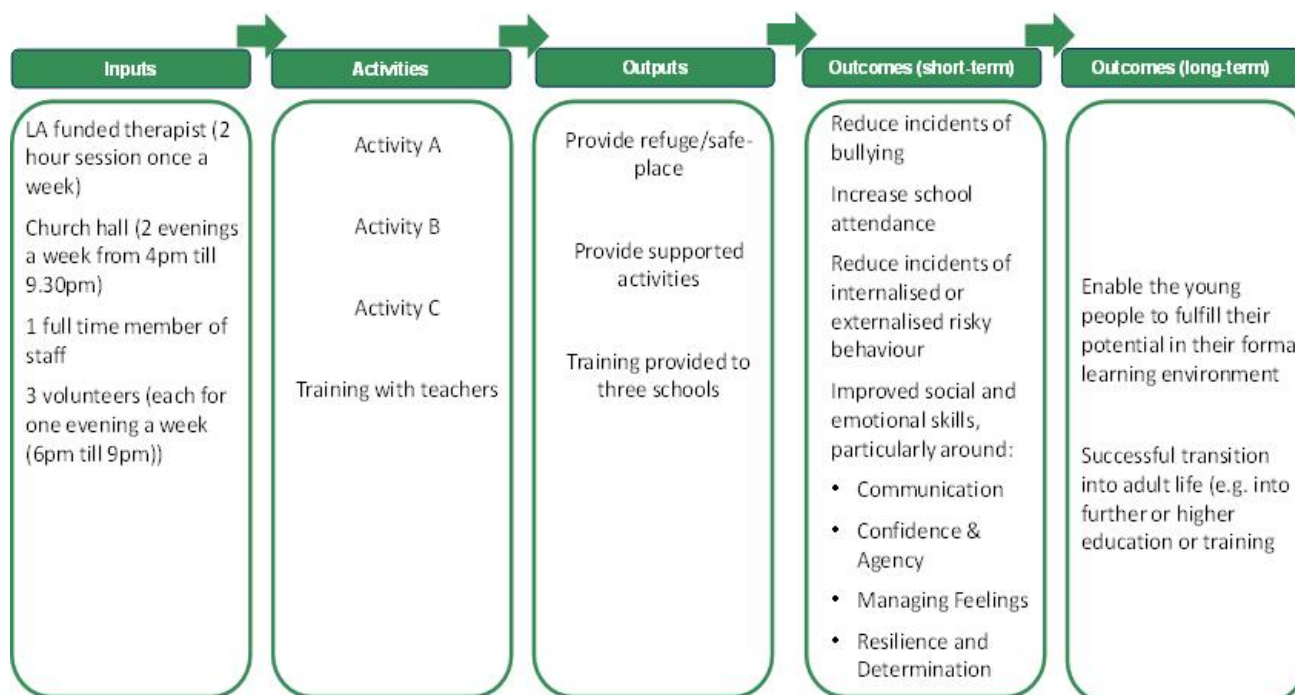 Inputs
Activities
Outputs
Outcomes (short-term)
Outcomes (long-term)
LA funded therapist (2
hour session once a
week)
Church hall (2 evenings
a week from 4pm till
9.30pm)
1 full time member of
staff
3 volunteers (each for
one evening a week
(6pm till 9pm))
Activity A
Activity B
Activity C
Training with teachers
Provide refuge/safe-
place
Provide supported
activities
Training provided to
three schools
Reduce incidents of
bullying
Increase school
attendance
Reduce incidents of
internalised or
externalised risky
behaviour
Improved social and
emotional skills,
particularly around:
• Communication
• Confidence &
Agency
• Managing Feelings
• Resilience and
Determination
Enable the young
people to fulfill their
potential in their forma
learning environment
Successful transition
into adult life (e.g. into
further or higher
education or training